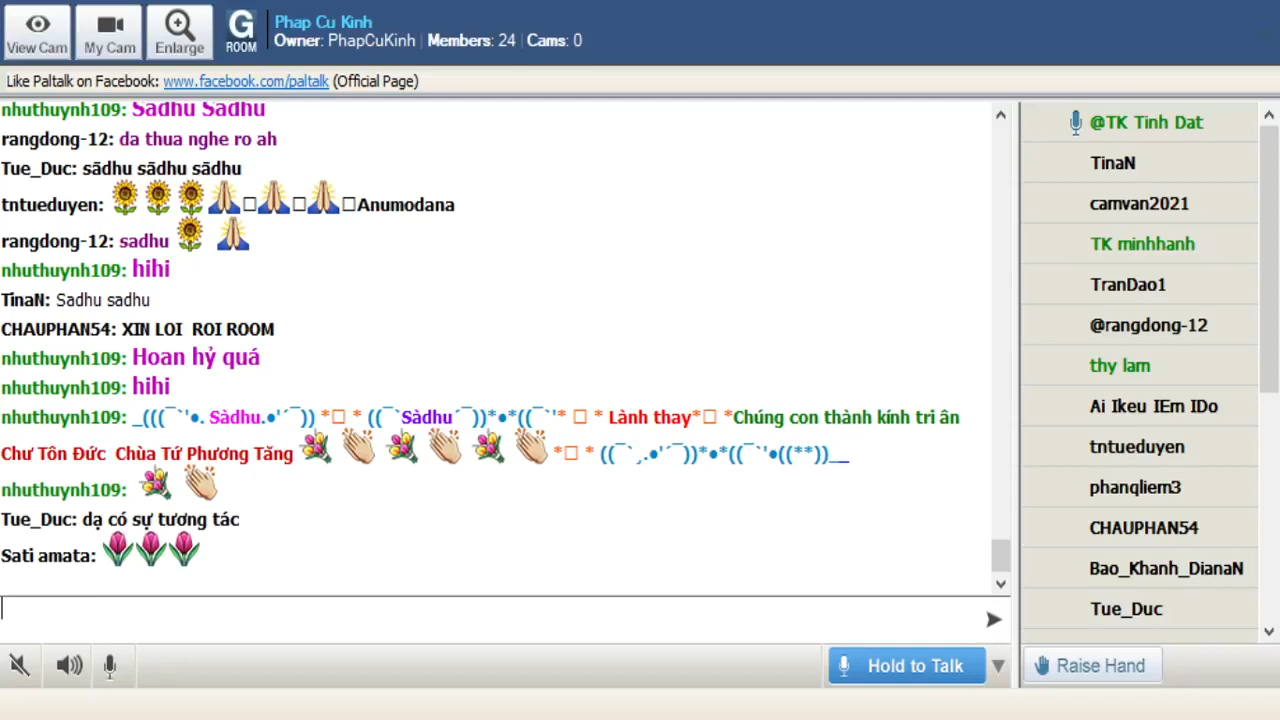 View Cam
My Cam
Enlarge
G
ROOM
Phap Cu Kinh
Owner: PhapCuKinh | Members: 24 | Cams: 0
Like Paltalk on Facebook: www.facebook.com/paltalk (Official Page)
nhuthuynh109: Sadhu Sadhu
rangdong-12: da thua nghe ro ah
Tue_Duc: sādhu sādhu sādhu
tntueduyen: 🌻🌻🌻🙏□🙏□🙏□Anumodana
rangdong-12: sadhu 🌻 🙏
nhuthuynh109: hihi
TinaN: Sadhu sadhu
CHAUPHAN54: XIN LOI  ROI ROOM
nhuthuynh109: Hoan hỷ quá
nhuthuynh109: hihi
nhuthuynh109: _(((¯`'●. Sàdhu.●'´¯)) *□ * ((¯`Sàdhu´¯))*●*((¯`'* □ * Lành thay*□ *Chúng con thành kính tri ân
Chư Tôn Đức  Chùa Tứ Phương Tăng 💐 👏 💐 👏 💐 👏 *□ * ((¯`¸.●'´¯))*●*((¯`'●((**))__
nhuthuynh109: 💐 👏
Tue_Duc: dạ có sự tương tác
Sati amata: 🌷🌷🌷
Hold to Talk
@TK Tinh Dat
TinaN
camvan2021
TK minhhanh
TranDao1
@rangdong-12
thy lam
Ai Ikeu IEm IDo
tntueduyen
phanqliem3
CHAUPHAN54
Bao_Khanh_DianaN
Tue_Duc
Raise Hand